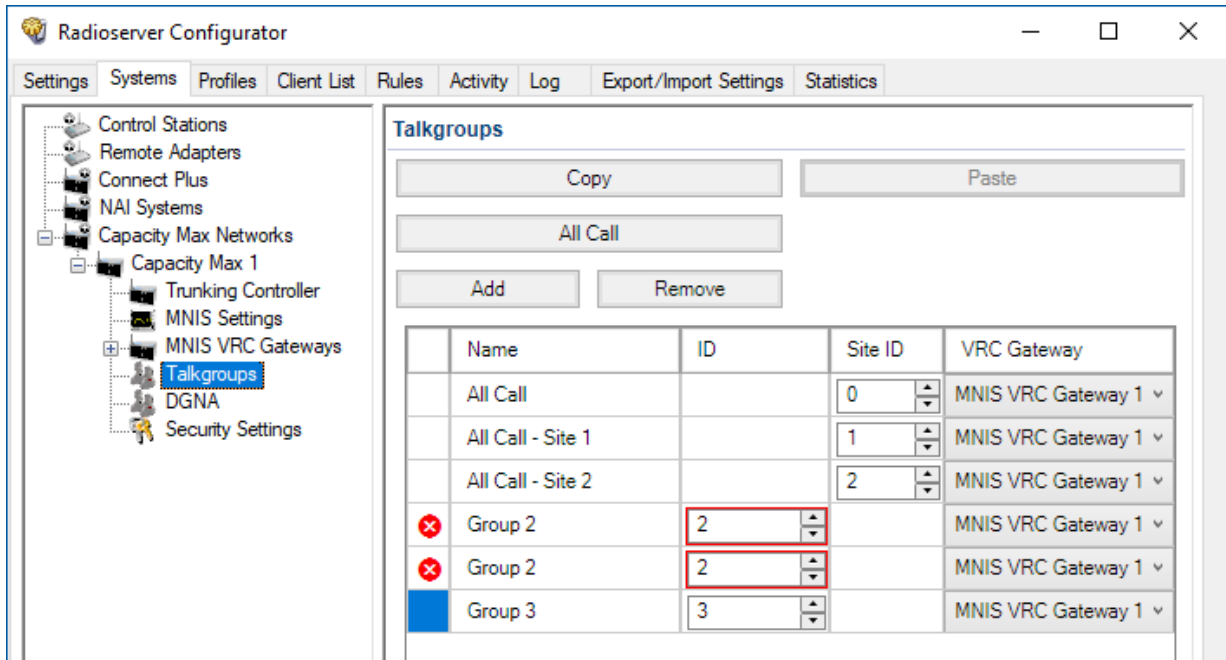 Radioserver Configurator
Settings Systems Profiles Client List Rules Activity Log Export/Import Settings Statistics
Control Stations
Remote Adapters
Connect Plus
NAI Systems
Capacity Max Networks
Capacity Max 1
Trunking Controller
MNIS Settings
MNIS VRC Gateways
Talkgroups
DGNA
Security Settings
Talkgroups
Copy Paste
All Call
Add Remove
Name ID Site ID VRC Gateway
All Call 0 MNIS VRC Gateway 1
All Call - Site 1 1 MNIS VRC Gateway 1
All Call - Site 2 2 MNIS VRC Gateway 1
Group 2 2 MNIS VRC Gateway 1
Group 2 2 MNIS VRC Gateway 1
Group 3 3 MNIS VRC Gateway 1